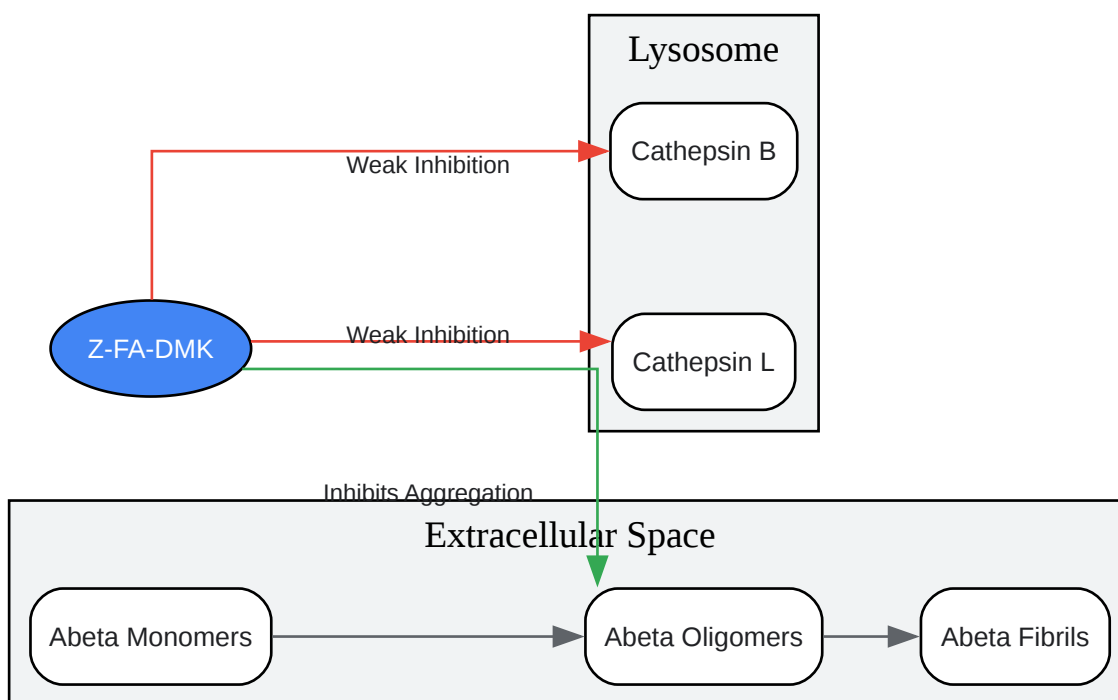 Lysosome
Cathepsin B
Weak Inhibition
Z-FA-DMK
Weak Inhibition
Cathepsin L
Inhibits Aggregation
Extracellular Space
Abeta Monomers
Abeta Oligomers
Abeta Fibrils